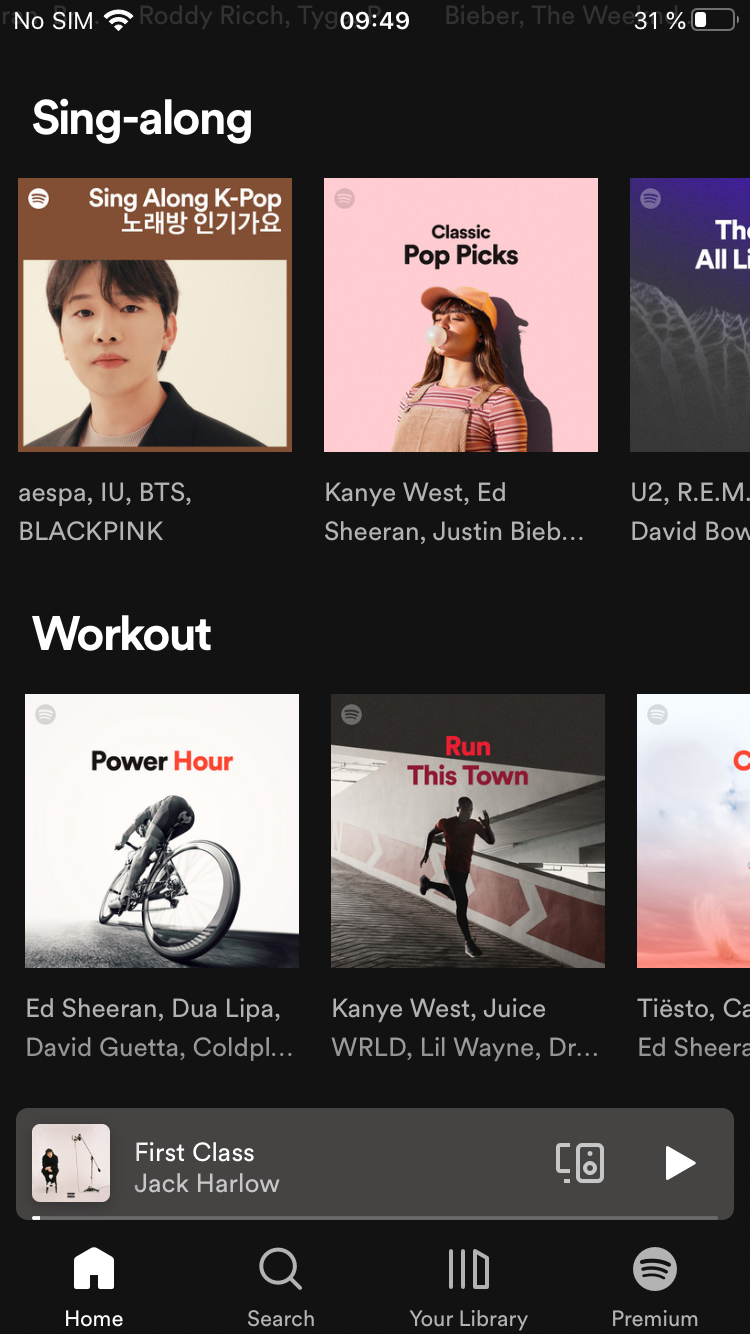 Roddy Ricch, Tyga
Bieber, The Weeknd
No SIM
09:49
31 %
Sing-along
Sing Along K-Pop
노래방 인기가요
Classic
Pop Picks
The
All Li
aespa, IU, BTS,
BLACKPINK
Kanye West, Ed
Sheeran, Justin Bieb...
U2, R.E.M.
David Bow
Workout
Power Hour
Run
This Town
C
Ed Sheeran, Dua Lipa,
David Guetta, Coldpl...
Kanye West, Juice
WRLD, Lil Wayne, Dr...
Tiësto, Ca
Ed Sheera
First Class
Jack Harlow
Home
Search
Your Library
Premium